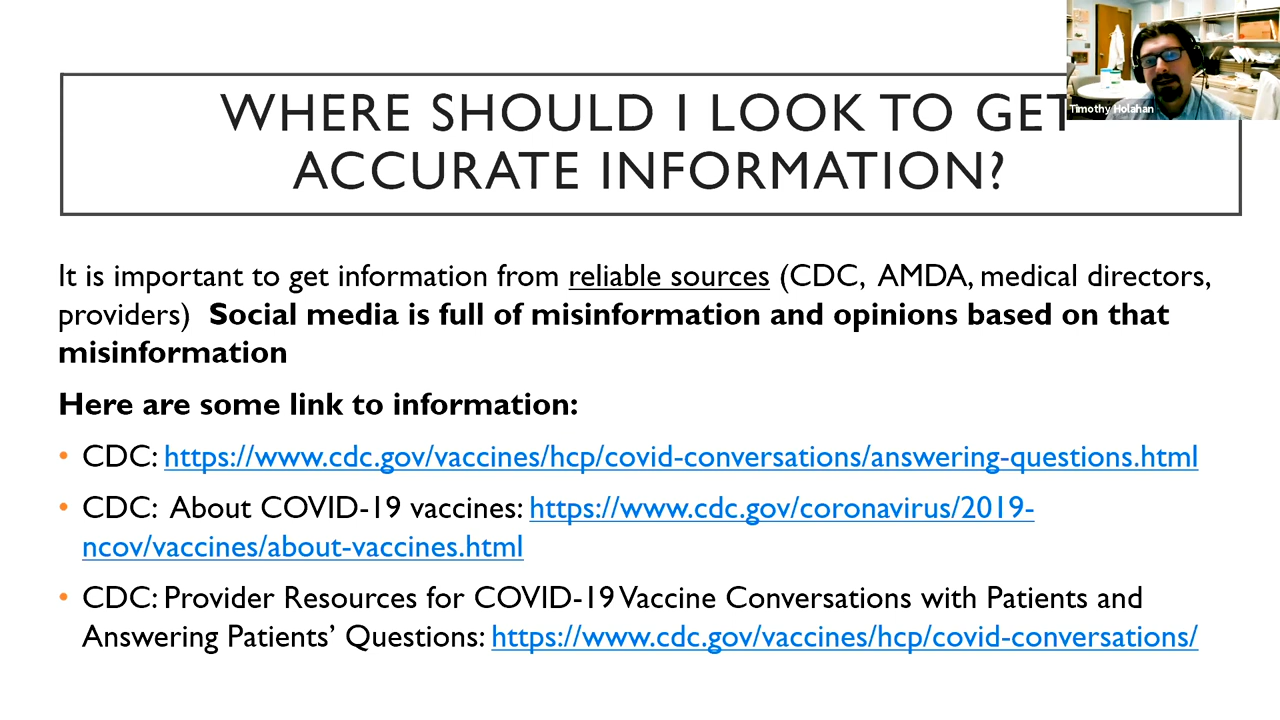 WHERE SHOULD I LOOK TO GET
ACCURATE INFORMATION?
Timothy Holahan
It is important to get information from reliable sources (CDC, AMDA, medical directors,
providers) Social media is full of misinformation and opinions based on that
misinformation
Here are some link to information:
• CDC: https://www.cdc.gov/vaccines/hcp/covid-conversations/answering-questions.html
• CDC: About COVID-19 vaccines: https://www.cdc.gov/coronavirus/2019-
ncov/vaccines/about-vaccines.html
• CDC: Provider Resources for COVID-19 Vaccine Conversations with Patients and
Answering Patients’ Questions: https://www.cdc.gov/vaccines/hcp/covid-conversations/